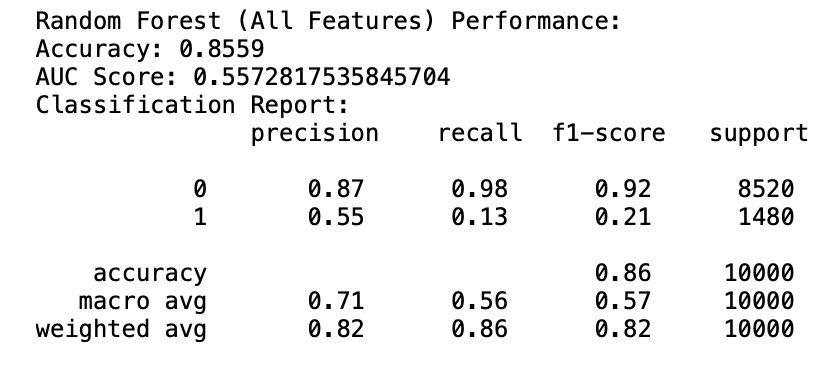 Random Forest (All Features) Performance:
Accuracy: 0.8559
AUC Score: 0.5572817535845704
Classification Report:
precision recall f1-score support
0 0.87 0.98 0.92 8520
1 0.55 0.13 0.21 1480
accuracy 0.86 10000
macro avg 0.71 0.56 0.57 10000
weighted avg 0.82 0.86 0.82 10000